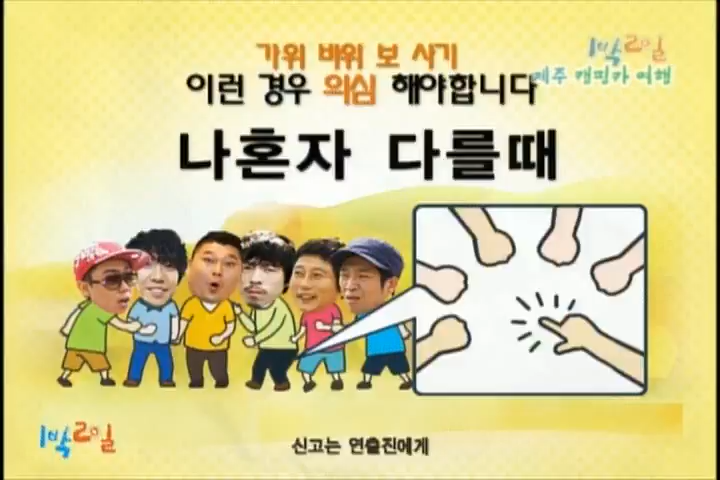 1박2일
제주 캠핑카 여행
가위 바위 보 사기
이런 경우 의심 해야합니다
나혼자 다를때
1박2일
신고는 연출진에게